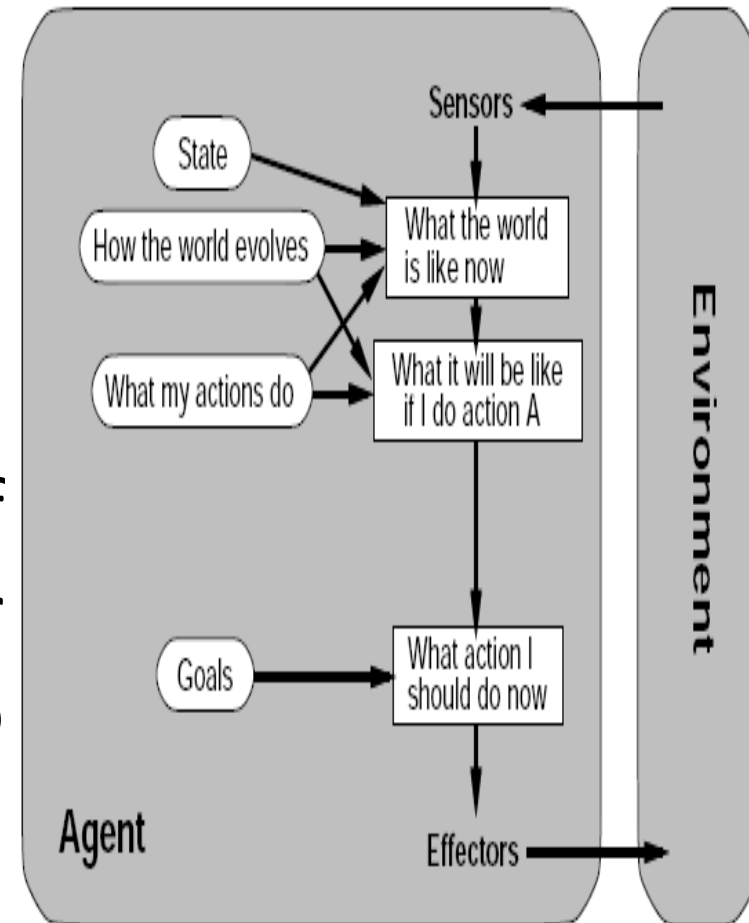 Sensors
State
What the world
is like now
How the world evolves
What it will be like
if I do action A
What my actions do
Environment
What action I
should do now
Goals
Agent
Effectors